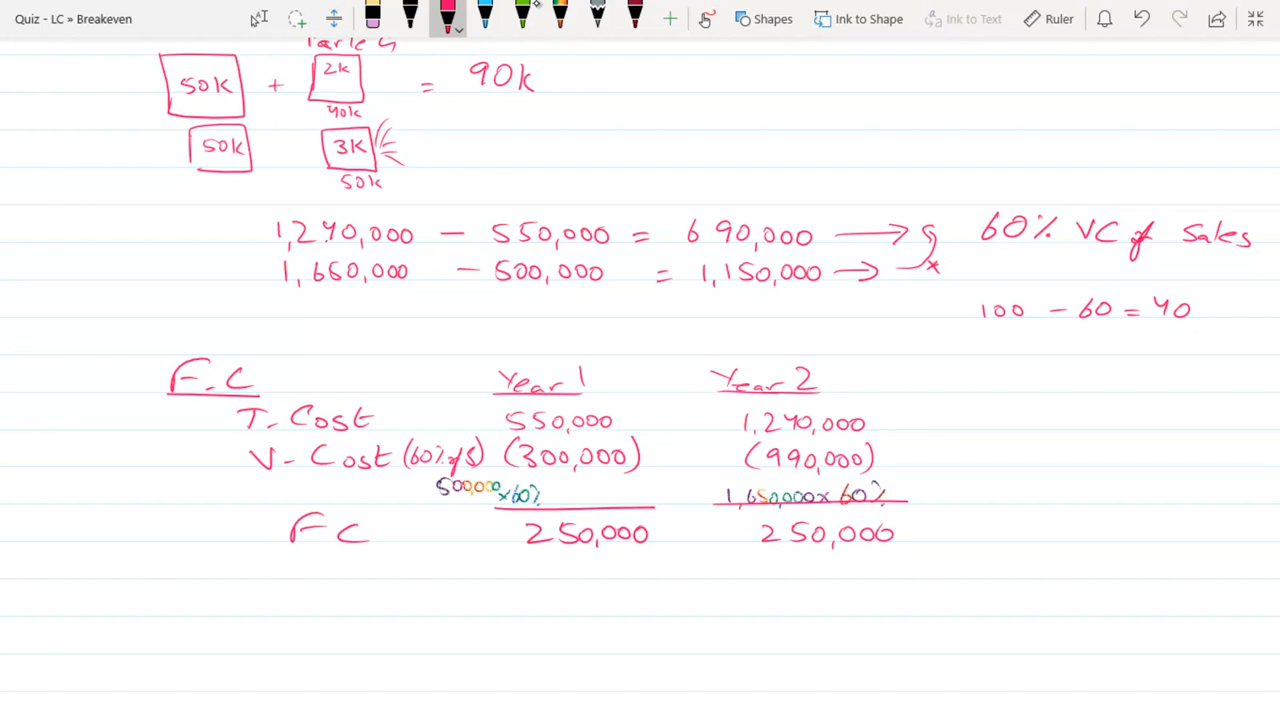 Quiz - LC » Breakeven
Shapes
Ink to Shape
Ink to Text
Ruler
50K + 2K = 90K
40K
50K 3K
50K
1,240,000 - 550,000 = 690,000
60% VC of Sales
1,650,000 - 500,000 = 1,150,000
100 - 60 = 40
F.C Year 1 Year 2
T- Cost 550,000 1,240,000
V- Cost (60% of S) (300,000) (990,000)
500,000 x 60% 1,650,000 x 60%
FC 250,000 250,000